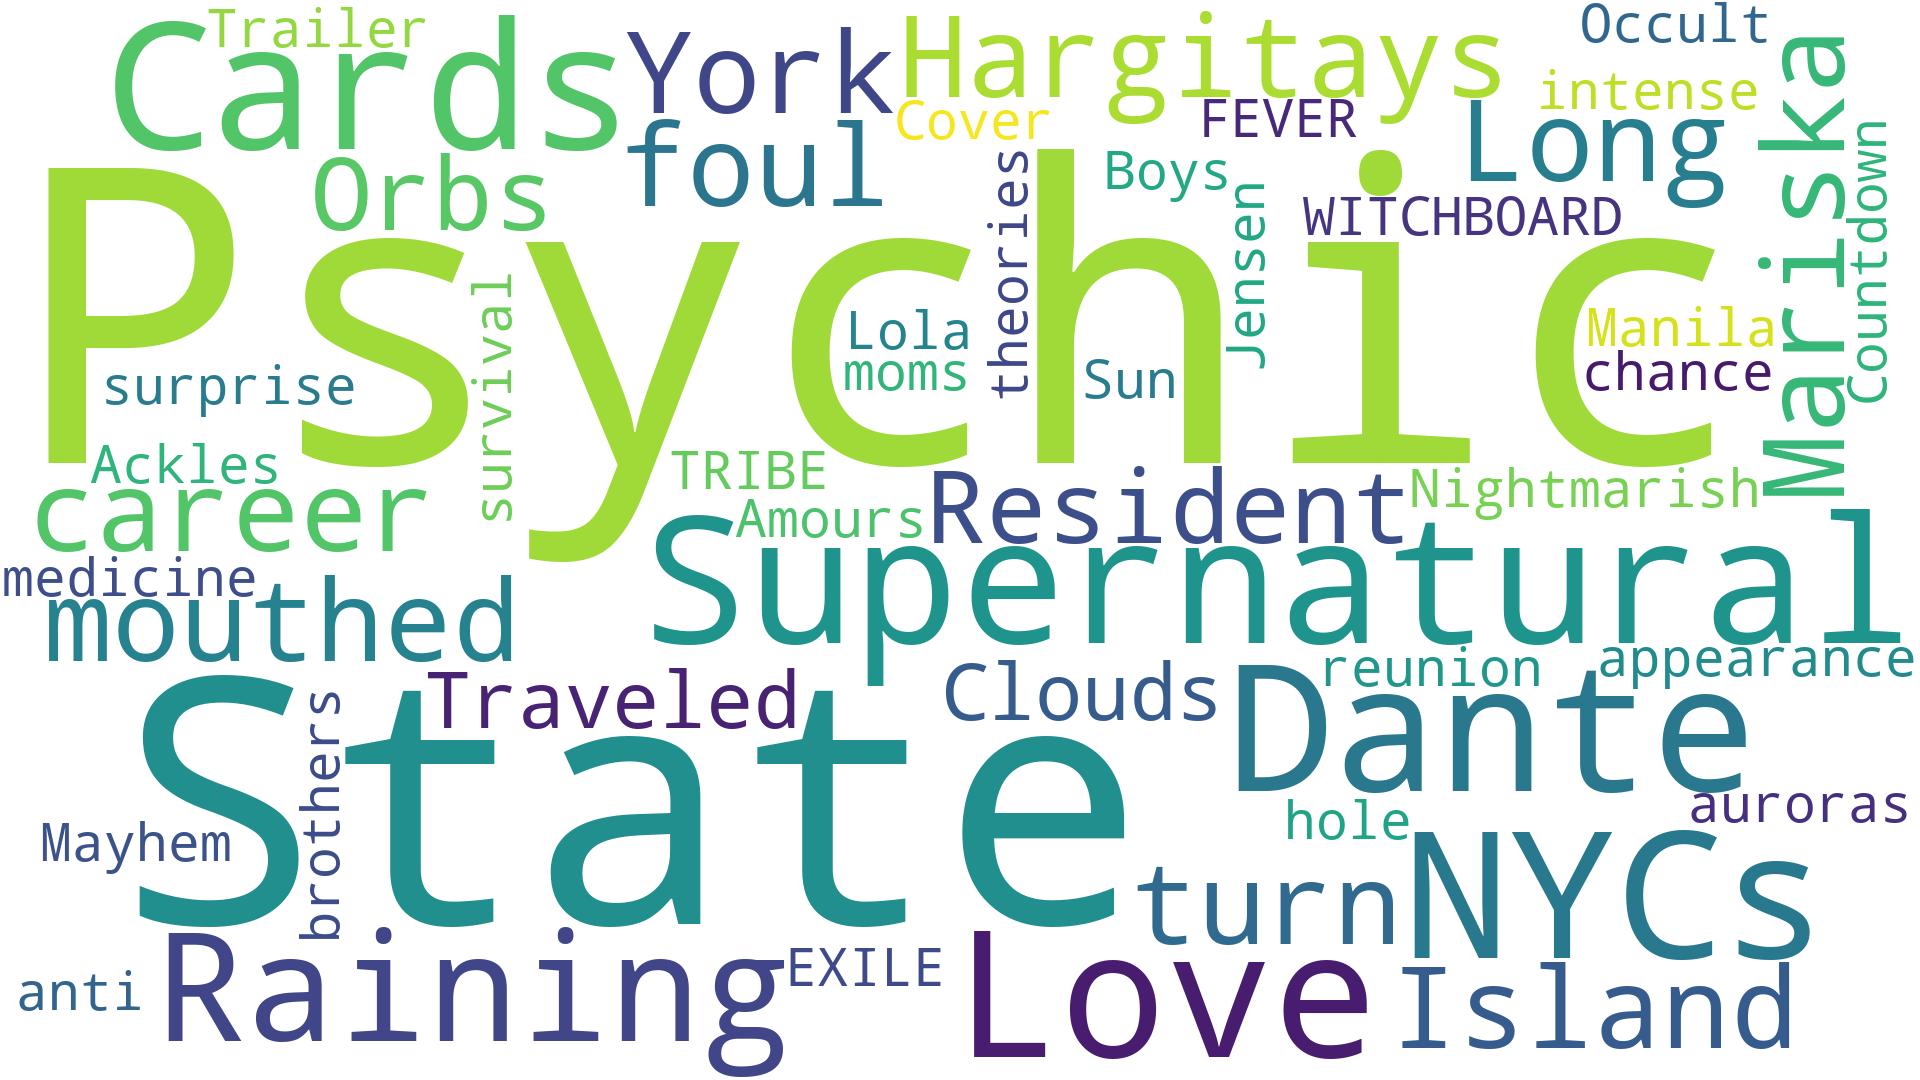 Trailer
Cards
York
Hargitays
Occult
intense
Cover
FEVER
Long
Mariska
Countdown
foul
Orbs
Boys
theories
Jensen
WITCHBOARD
Psychic
survival
Lola
moms
Sun
Manila
chance
surprise
Ackles
career
TRIBE
Amours
Resident
Nightmarish
Supernatural
medicine
mouthed
Traveled
Clouds
reunion
appearance
Dante
State
brothers
Mayhem
hole
auroras
turn
NYCs
Raining
EXILE
Love
Island
anti